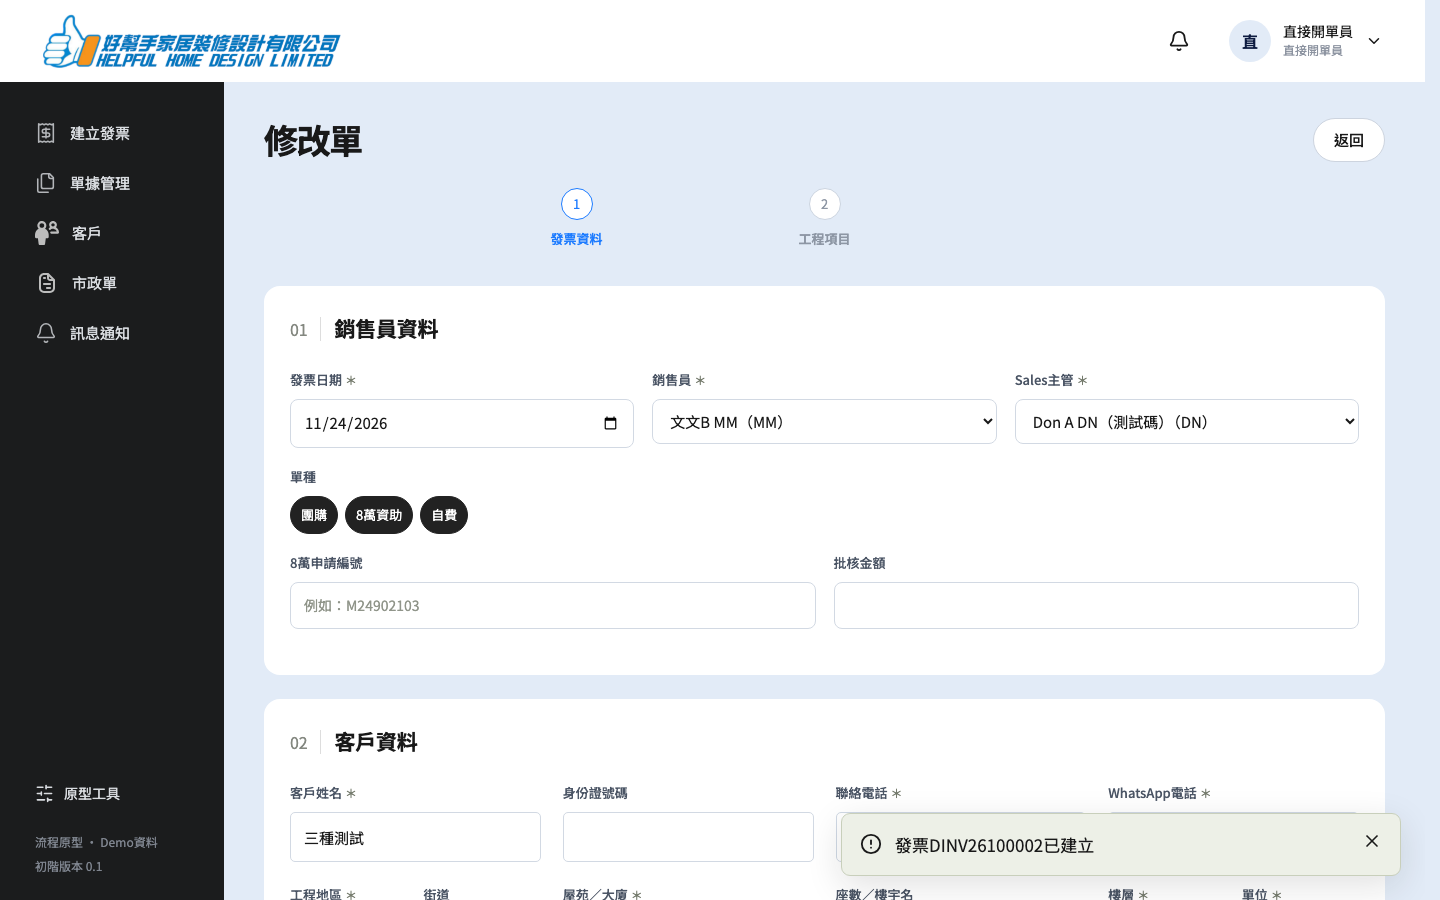 好幫手家居裝修設計有限公司
HELPFUL HOME DESIGN LIMITED
直
直接開單員
直接開單員
建立發票
單據管理
客戶
市政單
訊息通知
原型工具
流程原型 · Demo資料
初階版本 0.1
修改單
返回
1
2
發票資料
工程項目
01 銷售員資料
發票日期 *
銷售員 *
Sales主管 *
11/24/2026
文文B MM（MM）
Don A DN（測試碼）（DN）
單種
團購
8萬資助
自費
8萬申請編號
批核金額
例如：M24902103
02 客戶資料
客戶姓名 *
身份證號碼
聯絡電話 *
WhatsApp電話 *
三種測試
發票DINV26100002已建立
工程地區 *
街道
屋苑／大廈 *
座數／樓宇名
樓層 *
單位 *